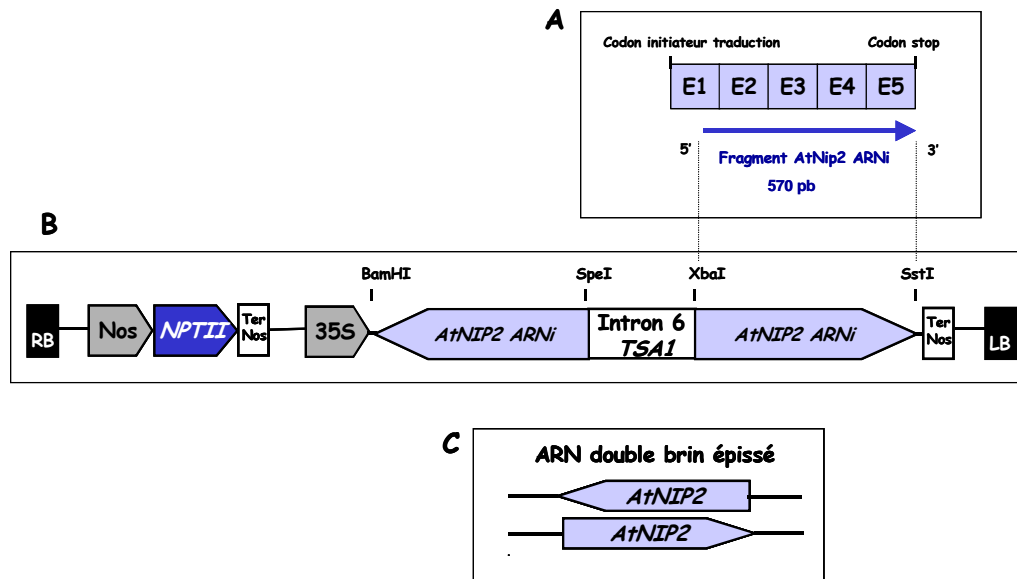 A
Codon initiateur traduction Codon stop
E1 E2 E3 E4 E5
5' 3'
Fragment AtNip2 ARNi
570 pb
B
BamHI SpeI XbaI SstI
RB Nos NPTII Ter Nos 35S AtNIP2 ARNi Intron 6 TSA1 AtNIP2 ARNi Ter Nos LB
C
ARN double brin épissé
AtNIP2
AtNIP2